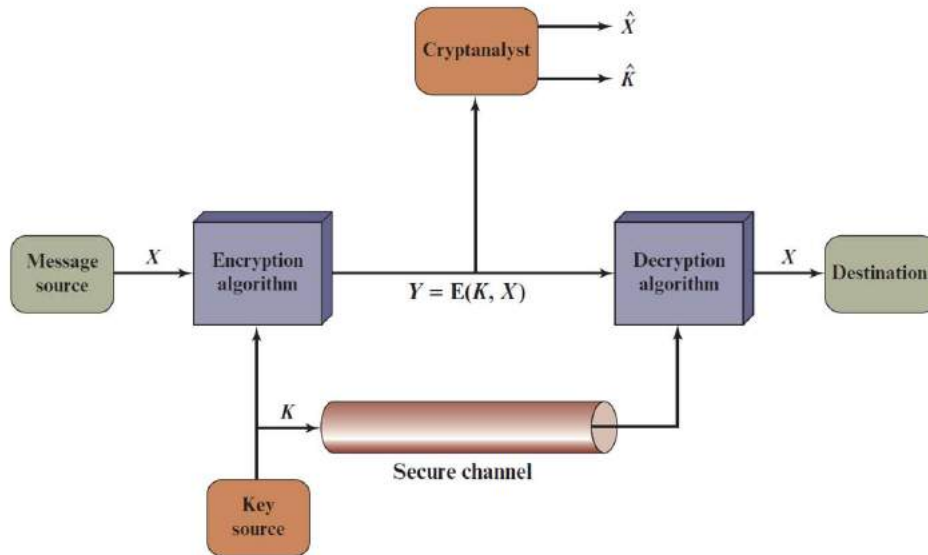 Cryptanalyst
X̂
K̂
Message
source
X
Encryption
algorithm
Y = E(K, X)
Decryption
algorithm
X
Destination
K
Secure channel
Key
source